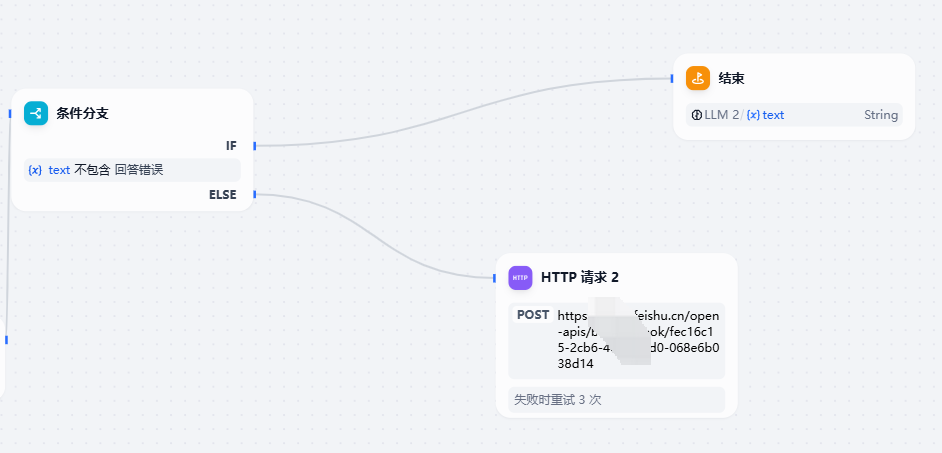 结束
LLM 2/{x} text String
条件分支
IF
{x} text 不包含 回答错误
ELSE
HTTP
HTTP 请求 2
POST https feishu.cn/open
-apis/b ok/fec16c1
5-2cb6-4 d0-068e6b0
38d14
失败时重试 3 次